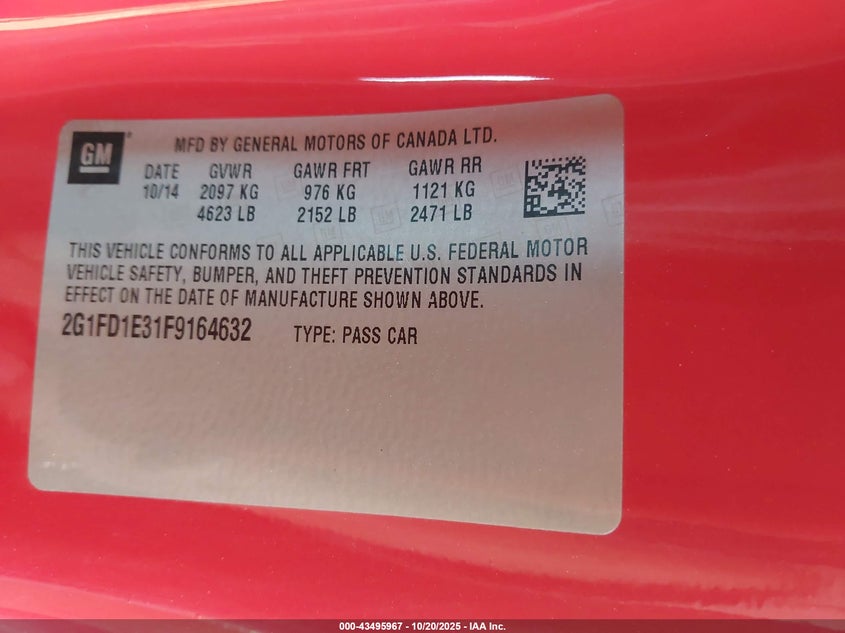 GM
MFD BY GENERAL MOTORS OF CANADA LTD.
DATE GVWR GAWR FRT GAWR RR
10/14 2097 KG 976 KG 1121 KG
4623 LB 2152 LB 2471 LB
THIS VEHICLE CONFORMS TO ALL APPLICABLE U.S. FEDERAL MOTOR
VEHICLE SAFETY, BUMPER, AND THEFT PREVENTION STANDARDS IN
EFFECT ON THE DATE OF MANUFACTURE SHOWN ABOVE.
2G1FD1E31F9164632 TYPE: PASS CAR
000-43495967 - 10/20/2025 - IAA Inc.